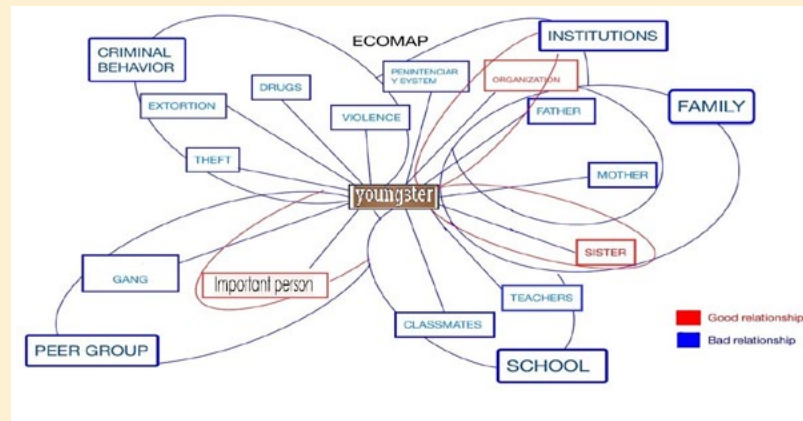 ECOMAP
INSTITUTIONS
CRIMINAL
BEHAVIOR
PENINTENCIAR
Y SYSTEM
ORGANIZATION
DRUGS
EXTORTION
FAMILY
FATHER
VIOLENCE
THEFT
MOTHER
youngster
SISTER
GANG
Important person
TEACHERS
CLASSMATES
Good relationship
Bad relationship
PEER GROUP
SCHOOL